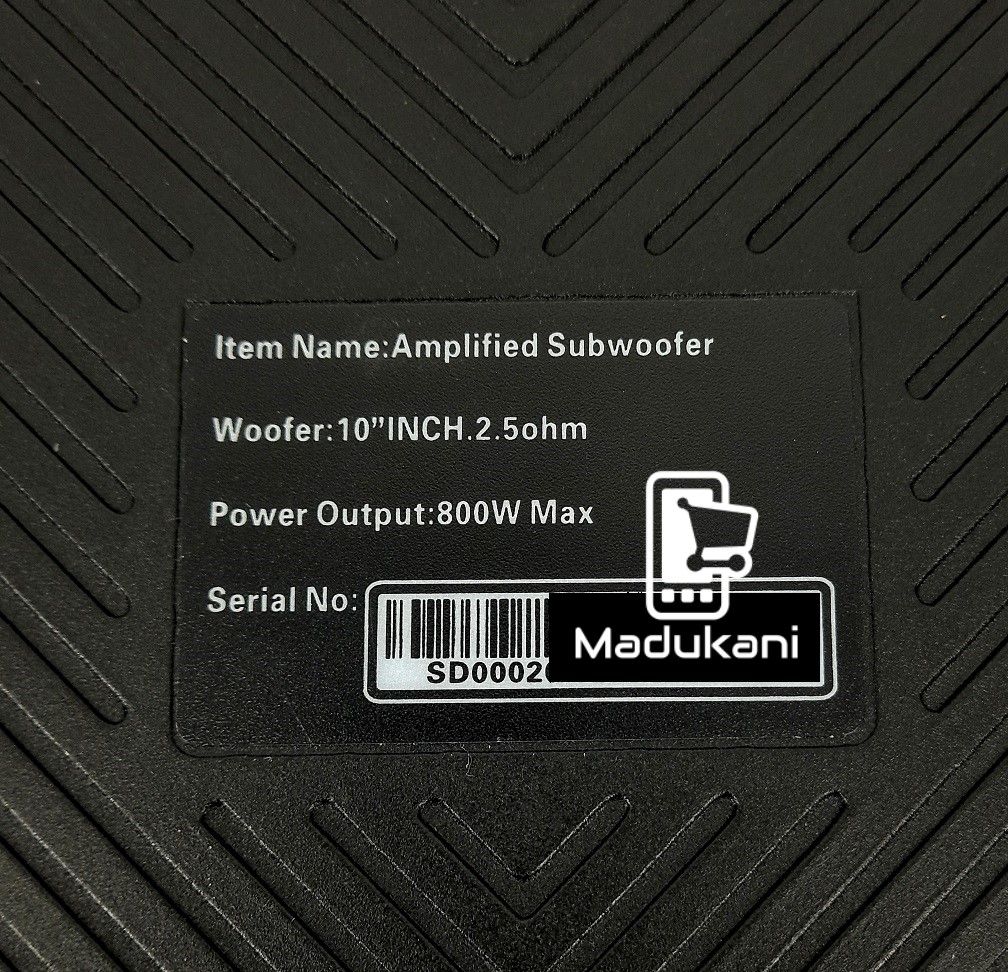 Item Name:Amplified Subwoofer
Woofer:10”INCH.2.5ohm
Power Output:800W Max
Serial No:
SD0002
Madukani